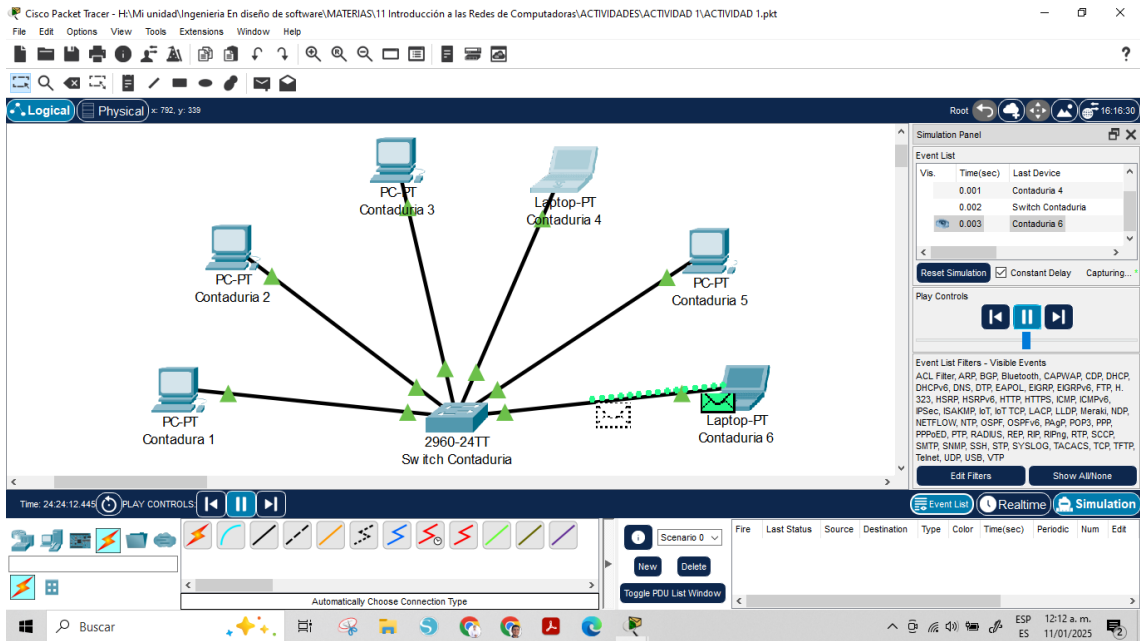 Cisco Packet Tracer - H:\Mi unidad\Ingenieria En diseño de software\MATERIAS\11 Introducción a las Redes de Computadoras\ACTIVIDADES\ACTIVIDAD 1\ACTIVIDAD 1.pkt
File Edit Options View Tools Extensions Window Help
?
Logical Physical x: 792, y: 339
Root 16:16:30
Simulation Panel
Event List
Vis. Time(sec) Last Device
0.001 Contaduria 4
0.002 Switch Contaduria
0.003 Contaduria 6
Reset Simulation Constant Delay Capturing... *
Play Controls
Event List Filters - Visible Events
ACL Filter, ARP, BGP, Bluetooth, CAPWAP, CDP, DHCP,
DHCPv6, DNS, DTP, EAPOL, EIGRP, EIGRPv6, FTP, H.
323, HSRP, HSRPv6, HTTP, HTTPS, ICMP, ICMPv6,
IPSec, ISAKMP, IoT, IoT TCP, LACP, LLDP, Meraki, NDP,
NETFLOW, NTP, OSPF, OSPFv6, PAgP, POP3, PPP,
PPPoED, PTP, RADIUS, REP, RIP, RIPng, RTP, SCCP,
SMTP, SNMP, SSH, STP, SYSLOG, TACACS, TCP, TFTP,
Telnet, UDP, USB, VTP
Edit Filters Show All/None
PC-PT
Contaduria 3
Laptop-PT
Contaduria 4
PC-PT
Contaduria 2
PC-PT
Contaduria 5
PC-PT
Contadura 1
2960-24TT
Switch Contaduria
Laptop-PT
Contaduria 6
Time: 24:24:12.445 PLAY CONTROLS:
Event List Realtime Simulation
Automatically Choose Connection Type
Scenario 0
New Delete
Toggle PDU List Window
Fire Last Status Source Destination Type Color Time(sec) Periodic Num Edit
Buscar
ESP
ES
12:12 a. m.
11/01/2025
2